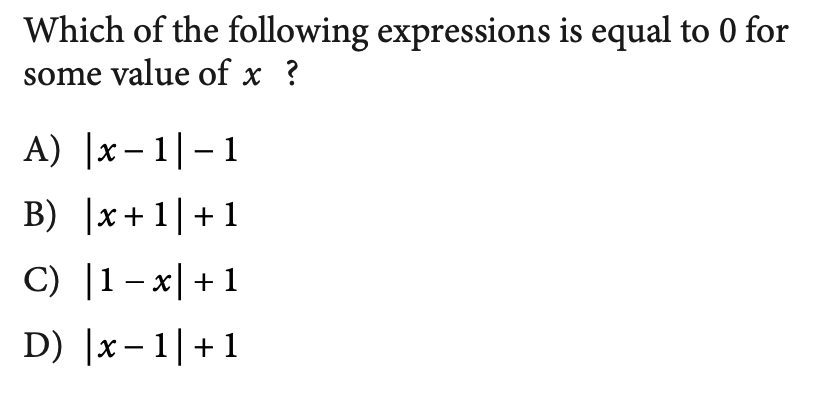 Which of the following expressions is equal to 0 for
some value of x ?
A) |x – 1| – 1
B) |x + 1| + 1
C) |1 – x| + 1
D) |x – 1| + 1